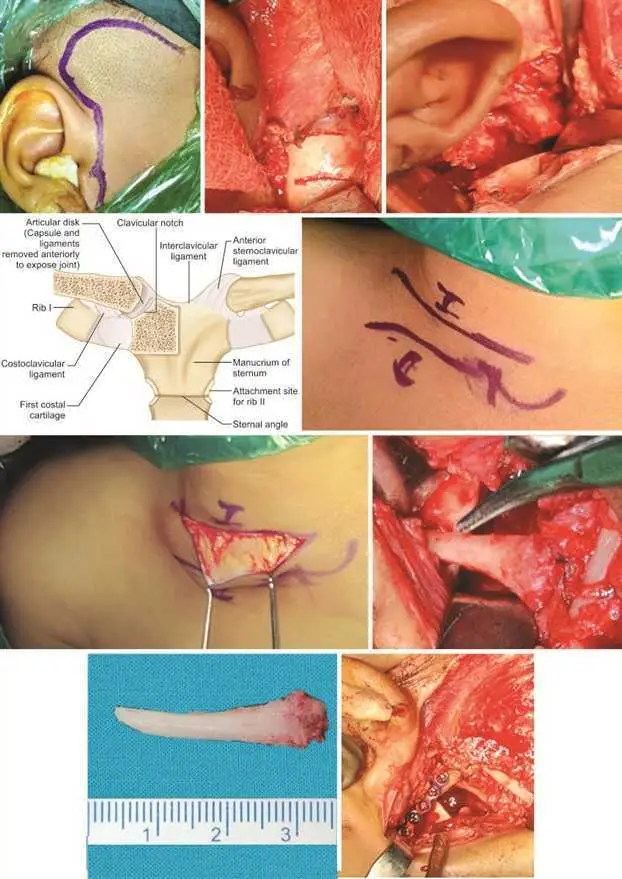 Articular disk
(Capsule and
ligaments
removed anteriorly
to expose joint)
Clavicular notch
Interclavicular
ligament
Anterior
sternoclavicular
ligament
Rib I
Costoclavicular
ligament
First costal
cartilage
Manucrium of
sternum
Attachment site
for rib II
Sternal angle
I
I
1
2
3